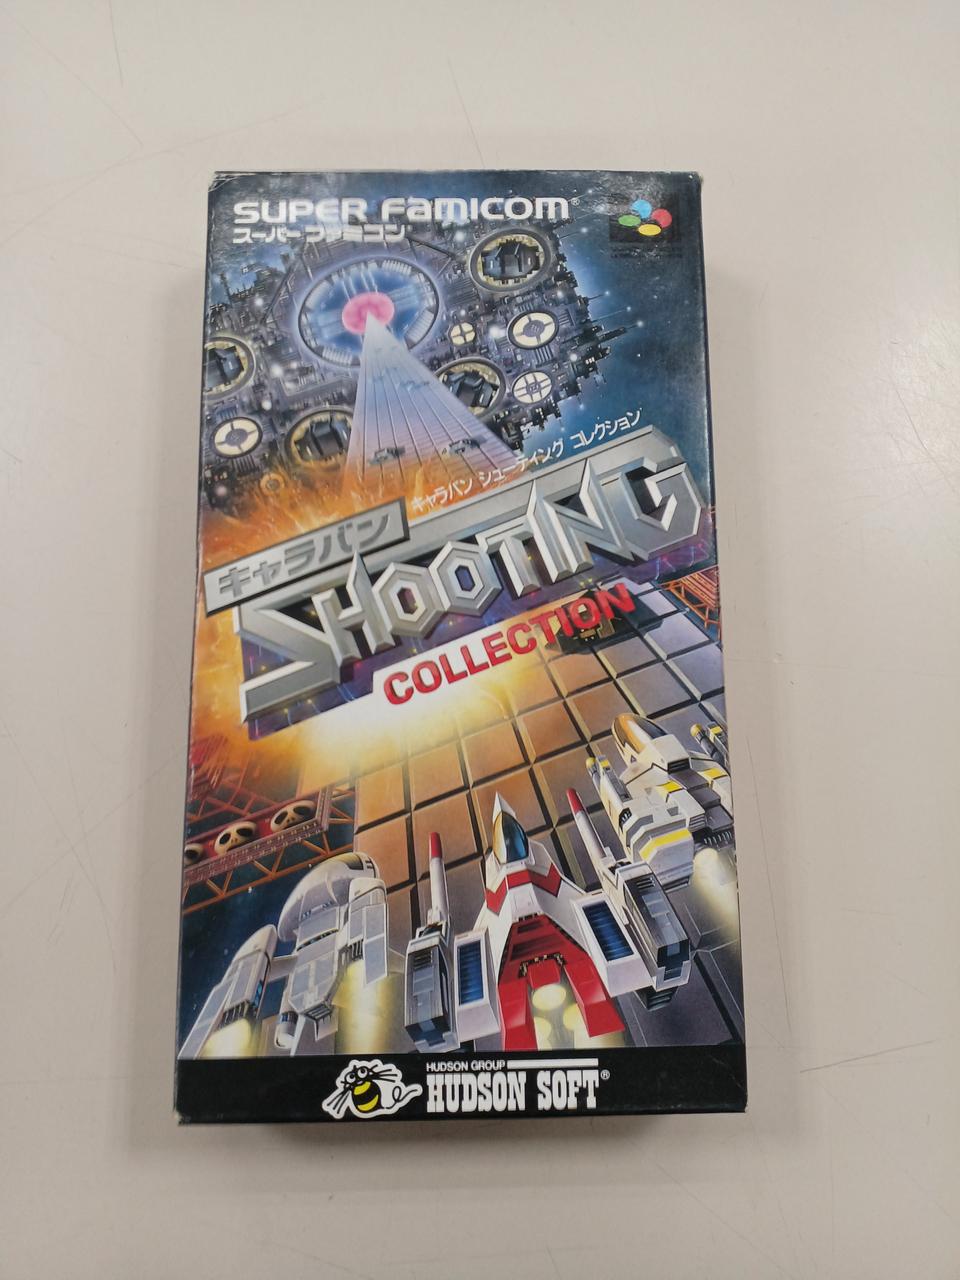 SUPER FAMICOM®
スーパーファミコン
キャラバン シューティング コレクション
キャラバン
SHOOTING
COLLECTION
HUDSON GROUP
HUDSON SOFT®